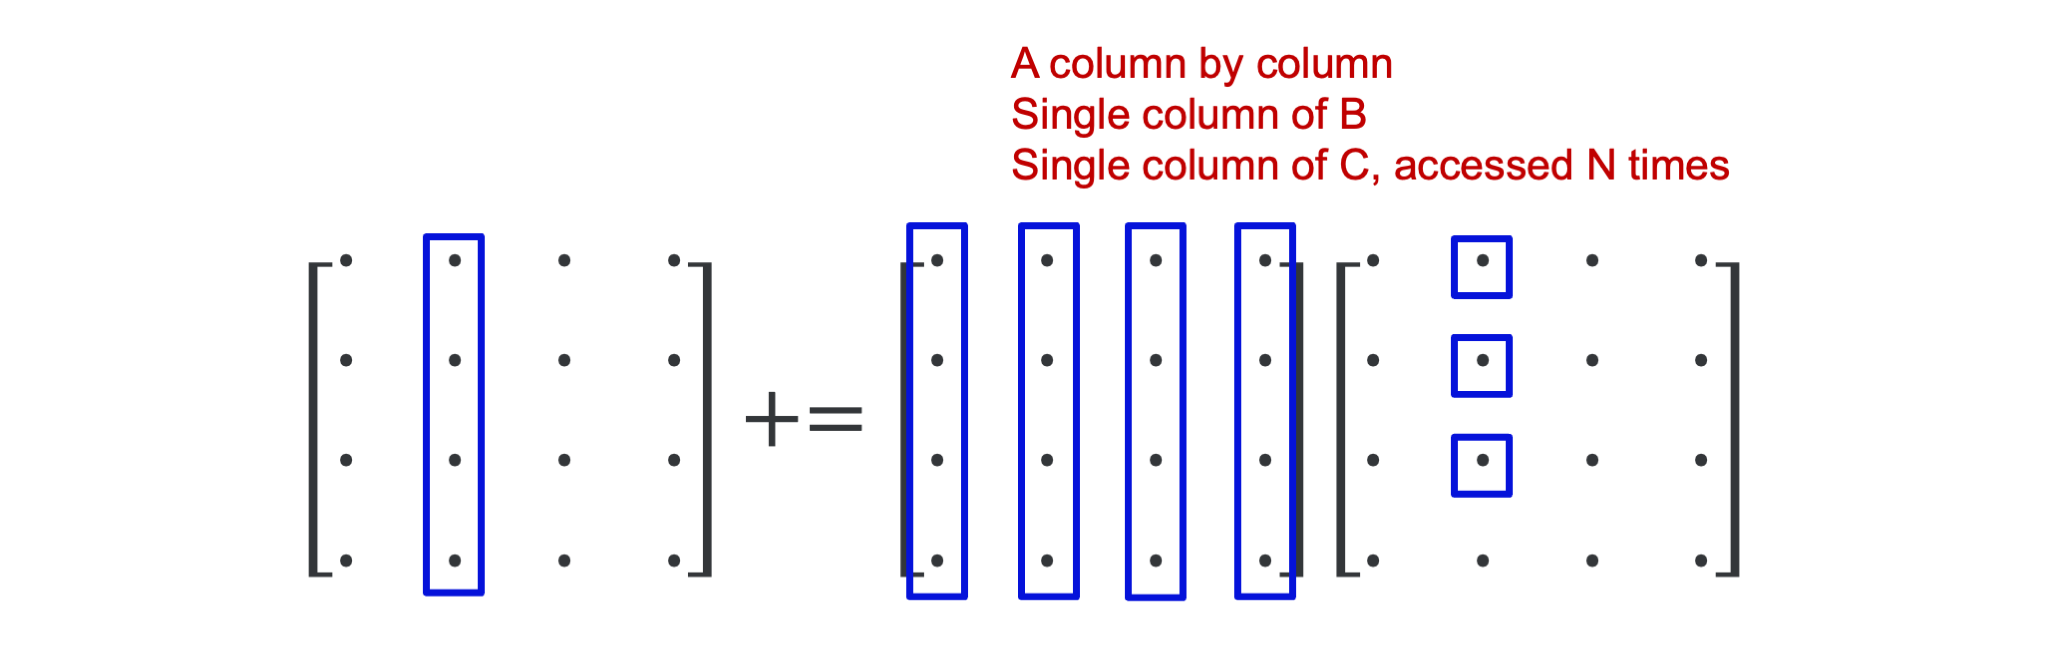 A column by column
Single column of B
Single column of C, accessed N times
+=